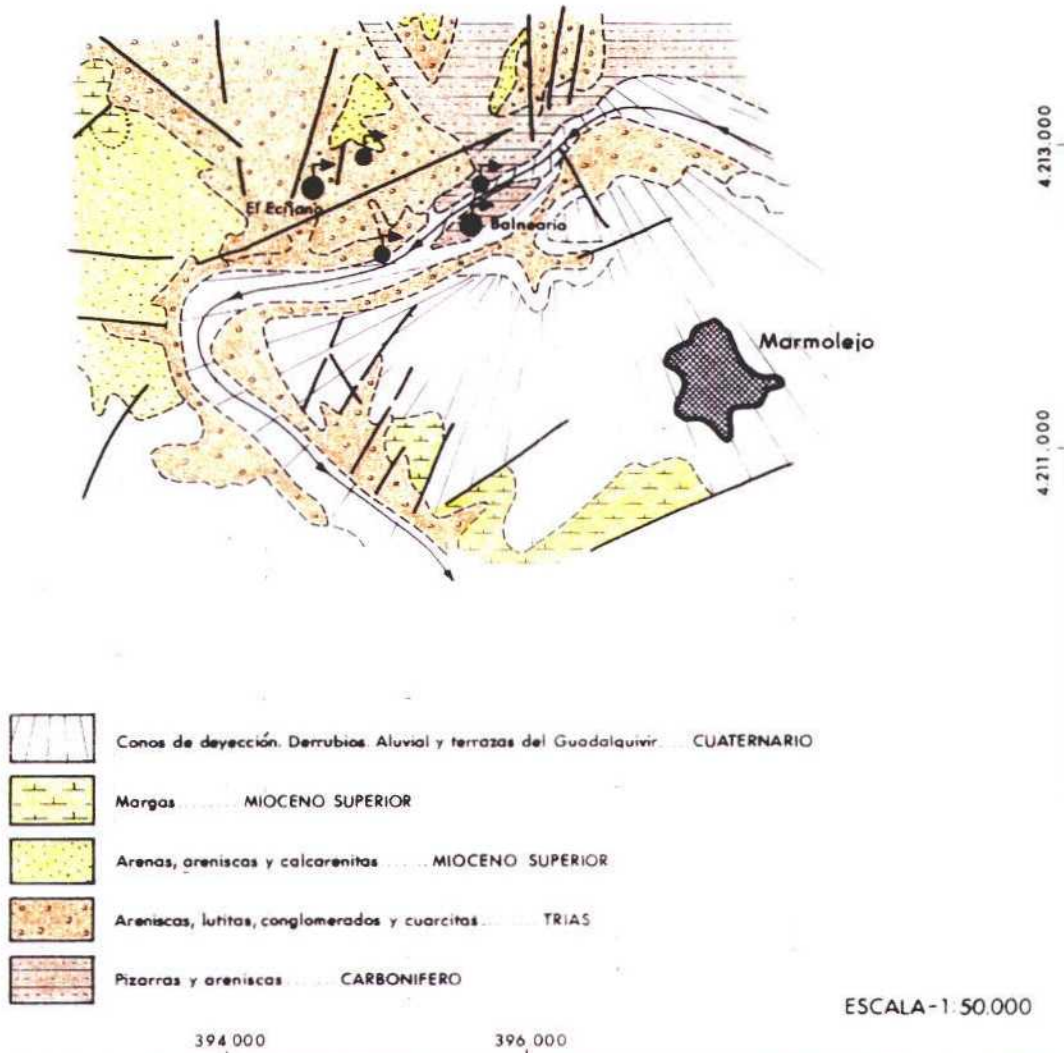 4.213.000
El Ecijano
Balneario
Marmolejo
4.211.000
Conos de deyección. Derrubios. Aluvial y terrazas del Guadalquivir.... CUATERNARIO
Margas ........ MIOCENO SUPERIOR
Arenas, areniscas y calcarenitas ...... MIOCENO SUPERIOR
Areniscas, lutitas, conglomerados y cuarcitas ....... TRIAS
Pizarras y areniscas ....... CARBONIFERO
ESCALA-1:50.000
394.000
396.000